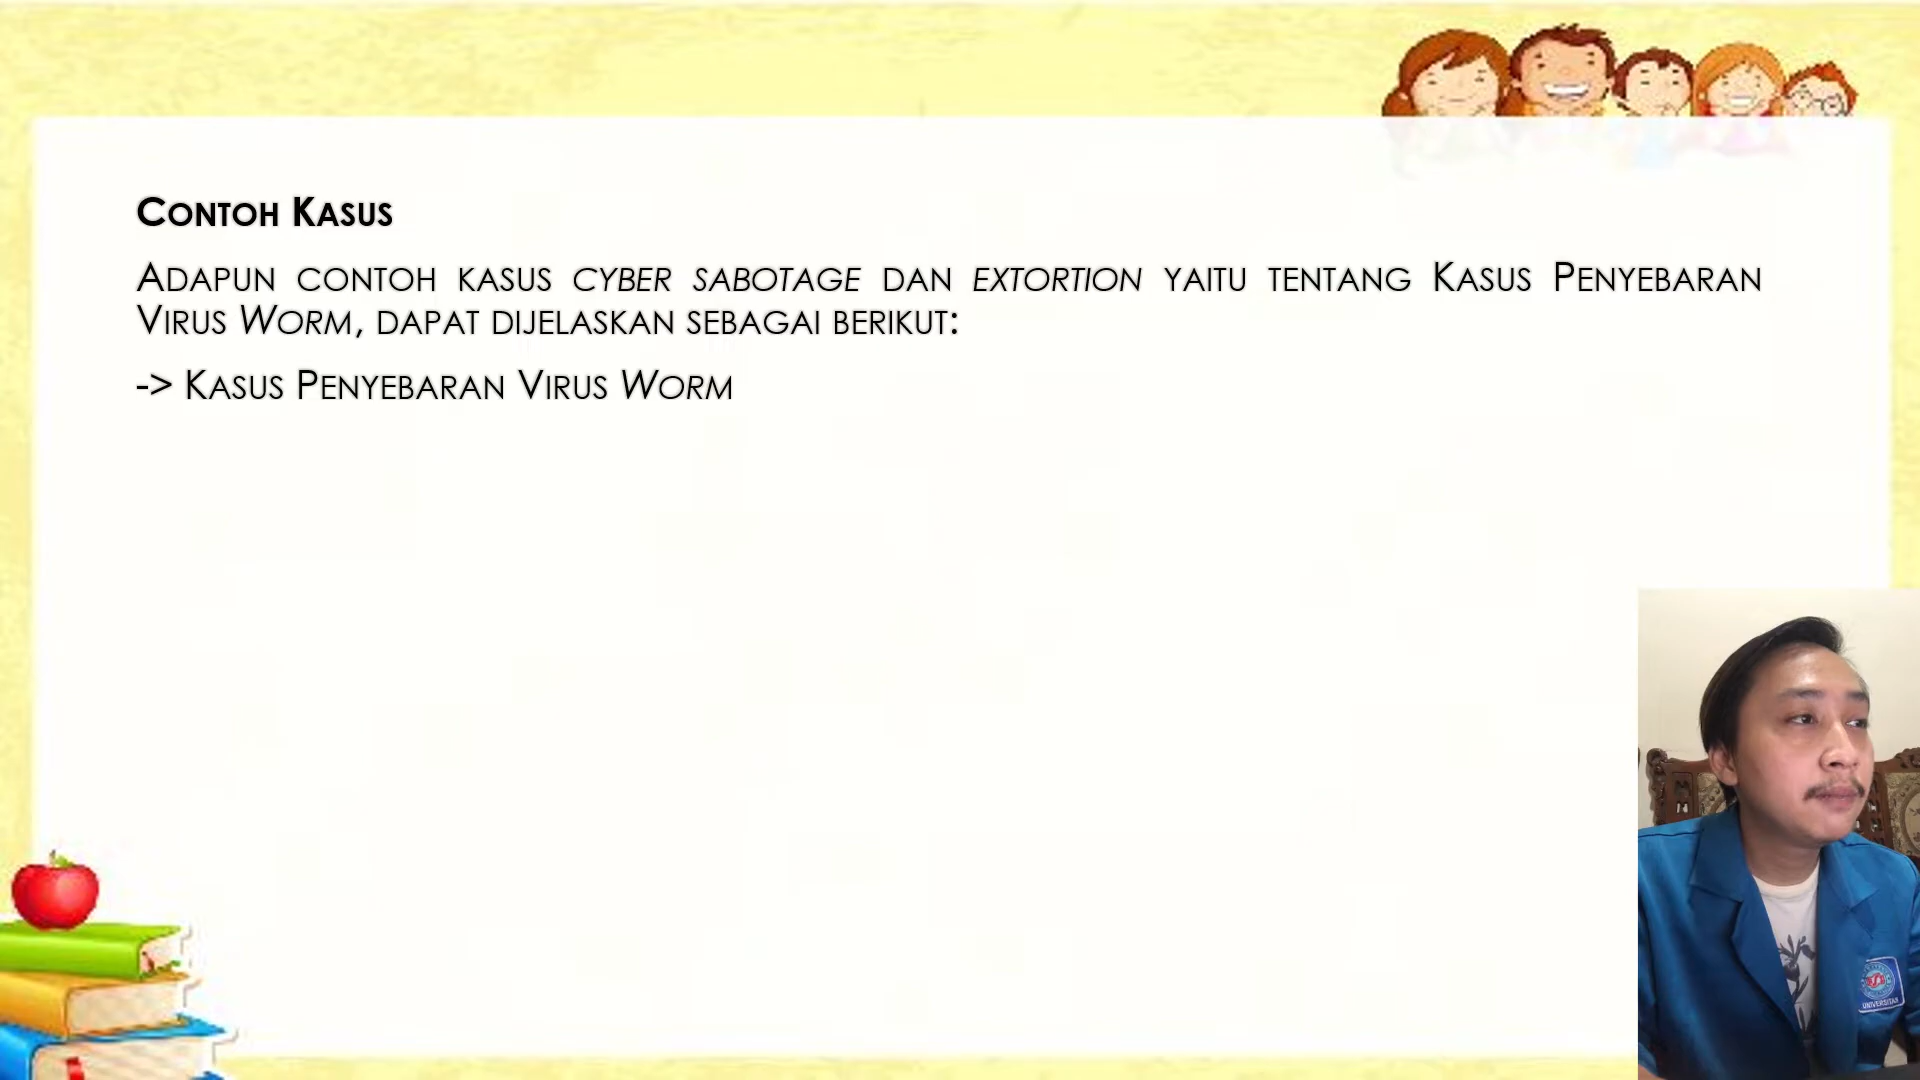 CONTOH KASUS
ADAPUN CONTOH KASUS CYBER SABOTAGE DAN EXTORTION YAITU TENTANG KASUS PENYEBARAN
VIRUS WORM, DAPAT DIJELASKAN SEBAGAI BERIKUT:
-> KASUS PENYEBARAN VIRUS WORM
UNIVERSITAS